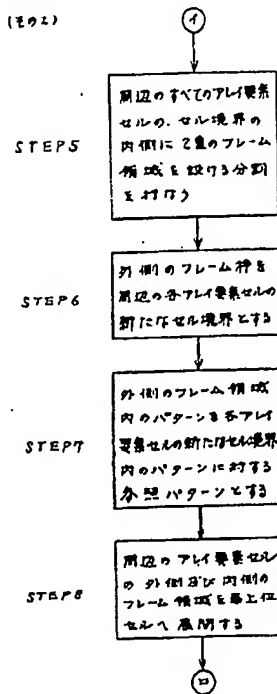 (その2)
イ
STEP5
周辺のすべてのアレイ要素
セルの、セル境界の
内側に2重のフレーム
領域を設ける分割
を行なう
STEP6
外側のフレーム枠を
周辺の各アレイ要素セルの
新たなセル境界とする
STEP7
外側のフレーム領域
内のパターンを各アレイ
要素セルの新たなセル境界
内のパターンに対する
参照パターンとする
STEP8
周辺のアレイ要素セル
の外側及び内側の
フレーム領域を最上位
セルへ展開する
ロ